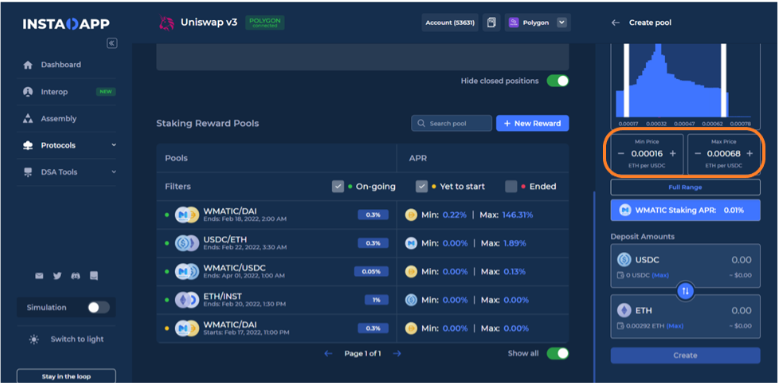 INSTADAPP
Uniswap v3
POLYGON
connected
Account (53631)
Polygon
Create pool
Dashboard
Interop
NEW
Assembly
Protocols
DSA Tools
Simulation
Switch to light
Stay in the loop
Hide closed positions
Staking Reward Pools
Search pool
+ New Reward
Pools
APR
Filters
On-going
Yet to start
Ended
WMATIC/DAI
Ends: Feb 18, 2022, 2:00 AM
0.3%
Min: 0.22% | Max: 146.31%
USDC/ETH
Ends: Feb 22, 2022, 3:30 AM
0.3%
Min: 0.00% | Max: 1.89%
WMATIC/USDC
Ends: Apr 01, 2022, 1:00 AM
0.05%
Min: 0.00% | Max: 0.13%
ETH/INST
Ends: Feb 20, 2022, 1:30 PM
1%
Min: 0.00% | Max: 0.00%
WMATIC/DAI
Starts: Feb 17, 2022, 11:00 PM
0.3%
Min: 0.00% | Max: 0.00%
← Page 1 of 1 →
Show all
0.00017 0.00032 0.00047 0.00062 0.00078
Min Price
− 0.00016 +
ETH per USDC
Max Price
− 0.00068 +
ETH per USDC
Full Range
WMATIC Staking APR: 0.01%
Deposit Amounts
USDC
0.00
0 USDC (Max)
~ $0.00
ETH
0.00
0.00292 ETH (Max)
~ $0.00
Create